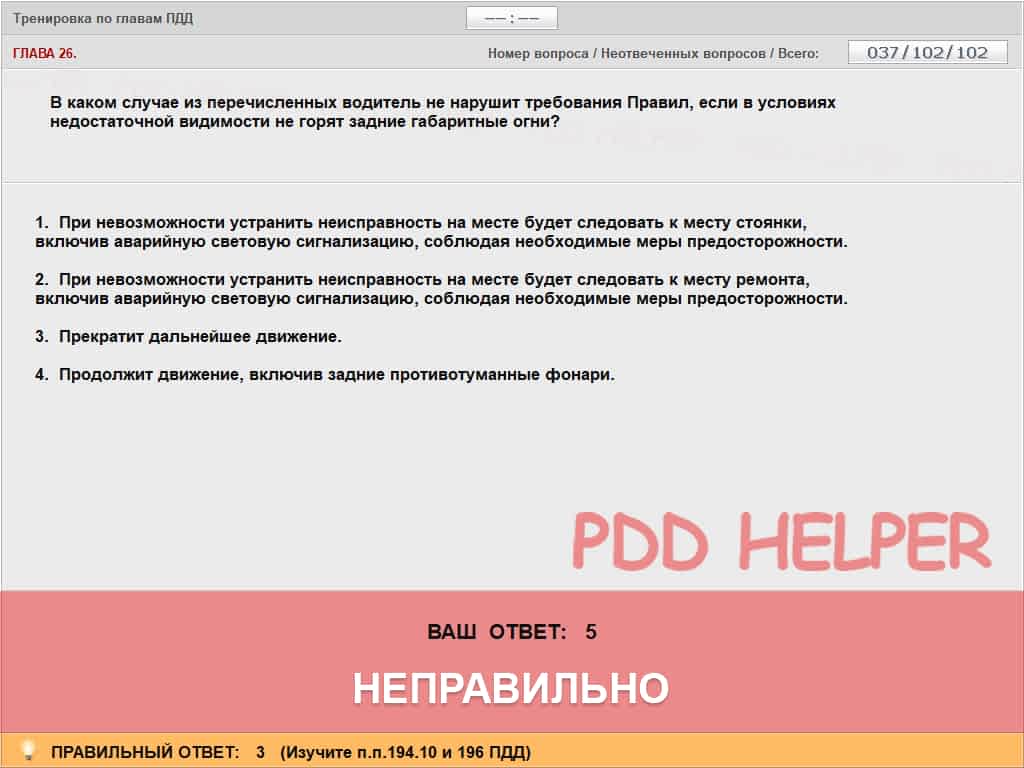 Тренировка по главам ПДД
—— : ——
ГЛАВА 26.
Номер вопроса / Неотвеченных вопросов / Всего: 037/102/102
В каком случае из перечисленных водитель не нарушит требования Правил, если в условиях
недостаточной видимости не горят задние габаритные огни?
1. При невозможности устранить неисправность на месте будет следовать к месту стоянки,
включив аварийную световую сигнализацию, соблюдая необходимые меры предосторожности.
2. При невозможности устранить неисправность на месте будет следовать к месту ремонта,
включив аварийную световую сигнализацию, соблюдая необходимые меры предосторожности.
3. Прекратит дальнейшее движение.
4. Продолжит движение, включив задние противотуманные фонари.
PDD HELPER
ВАШ ОТВЕТ: 5
НЕПРАВИЛЬНО
ПРАВИЛЬНЫЙ ОТВЕТ: 3 (Изучите п.п.194.10 и 196 ПДД)